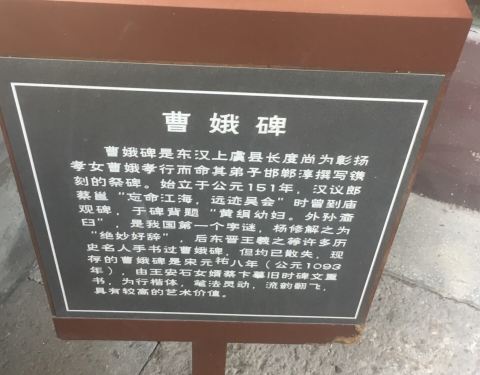 曹娥碑
曹娥碑是东汉上虞县长度尚为彰扬
孝女曹娥孝行而命其弟子邯郸淳撰写镌
刻的祭碑。始立于公元151年，汉议郎
蔡邕“亡命江海，远迹吴会”时曾到庙
观碑，于碑背题“黄绢幼妇。外孙齑
臼”，是我国第一个字谜，杨修解之为
“绝妙好辞”，后东晋王羲之等许多历
史名人手书过曹娥碑，但均已散失，现
存的曹娥碑是宋元祐八年（公元1093
年），由王安石女婿蔡卞摹旧时碑文重
书，为行楷体，笔法灵动，流韵翻飞，
具有较高的艺术价值。